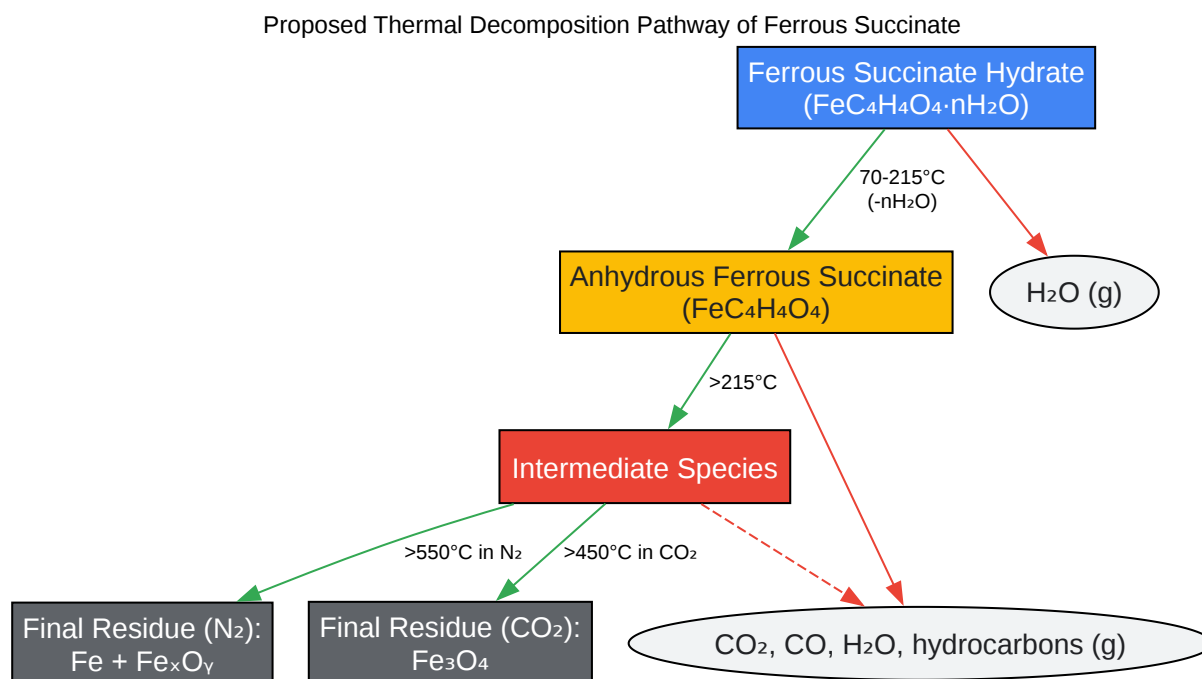 Proposed Thermal Decomposition Pathway of Ferrous Succinate
Ferrous Succinate Hydrate
(FeC₄H₄O₄·nH₂O)
70-215°C
(-nH₂O)
Anhydrous Ferrous Succinate
(FeC₄H₄O₄)
H₂O (g)
>215°C
Intermediate Species
>550°C in N₂
>450°C in CO₂
Final Residue (N₂):
Fe + FeₓOᵧ
Final Residue (CO₂):
Fe₃O₄
CO₂, CO, H₂O, hydrocarbons (g)